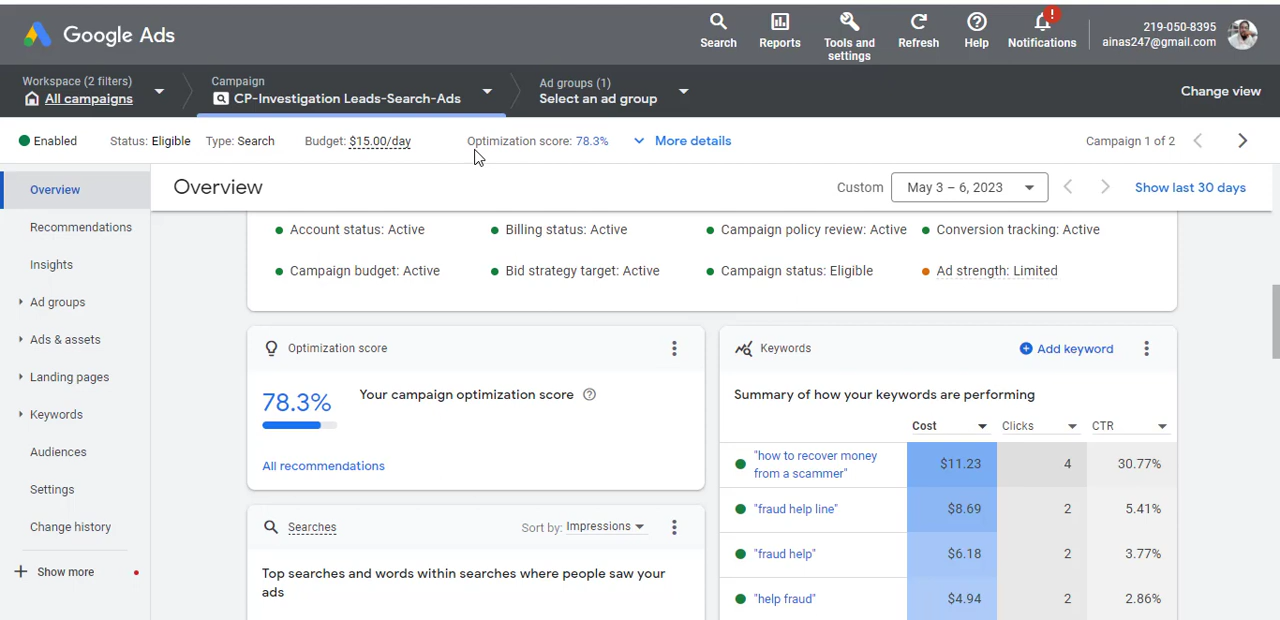 Google Ads
Search
Reports
Tools and
settings
Refresh
Help
!
Notifications
219-050-8395
ainas247@gmail.com
Workspace (2 filters)
All campaigns
Campaign
CP-Investigation Leads-Search-Ads
Ad groups (1)
Select an ad group
Change view
Enabled
Status: Eligible
Type: Search
Budget: $15.00/day
Optimization score: 78.3%
More details
Campaign 1 of 2
Overview
Recommendations
Insights
Ad groups
Ads & assets
Landing pages
Keywords
Audiences
Settings
Change history
Show more
Overview
Custom
May 3 – 6, 2023
Show last 30 days
Account status: Active
Billing status: Active
Campaign policy review: Active
Conversion tracking: Active
Campaign budget: Active
Bid strategy target: Active
Campaign status: Eligible
Ad strength: Limited
Optimization score
78.3%
Your campaign optimization score
All recommendations
Searches
Sort by: Impressions
Top searches and words within searches where people saw your
ads
Keywords
Add keyword
Summary of how your keywords are performing
Cost Clicks CTR
"how to recover money
from a scammer" $11.23 4 30.77%
"fraud help line" $8.69 2 5.41%
"fraud help" $6.18 2 3.77%
"help fraud" $4.94 2 2.86%